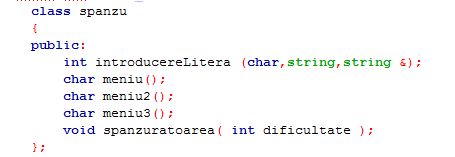 class spanzu
{
public:
int introducereLitera (char,string,string &);
char meniu();
char meniu2();
char meniu3();
void spanzuratoarea( int dificultate );
};